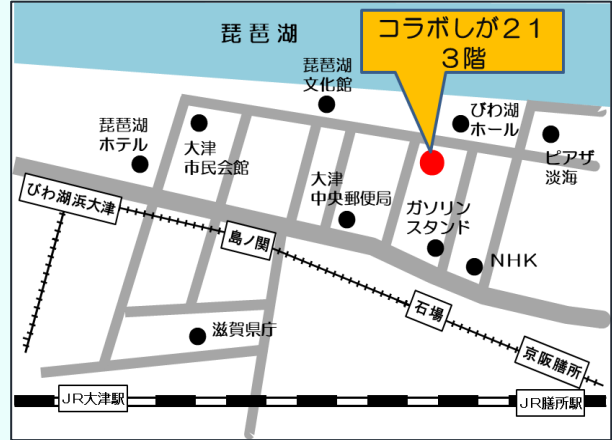 琵琶湖
コラボしが２１
３階
琵琶湖
文化館
びわ湖
ホール
琵琶湖
ホテル
大津
市民会館
ピアザ
淡海
大津
中央郵便局
ガソリン
スタンド
びわ湖浜大津
島ノ関
NHK
石場
滋賀県庁
京阪膳所
JR大津駅
JR膳所駅